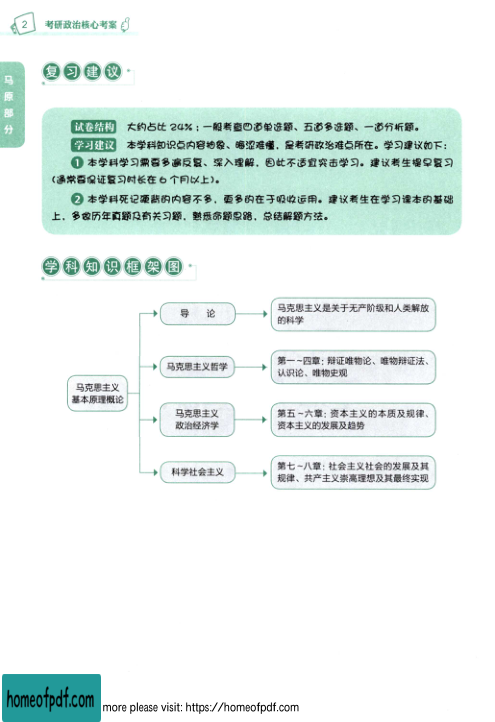 2 考研政治核心考案
马原部分
复习建议
试卷结构 大约占比 24%；一般考查四道单选题、五道多选题、一道分析题。
学习建议 本学科知识点内容抽象、晦涩难懂，是考研政治难点所在。学习建议如下：
❶ 本学科学习需要多遍反复、深入理解，因此不适宜突击学习。建议考生提早复习
（通常要保证复习时长在 6 个月以上）。
❷ 本学科死记硬背的内容不多，更多的在于吸收运用。建议考生在学习课本的基础
上，多做历年真题及有关习题，熟悉命题思路，总结解题方法。
学科知识框架图
马克思主义
基本原理概论
导 论
马克思主义是关于无产阶级和人类解放
的科学
马克思主义哲学
第一~四章：辩证唯物论、唯物辩证法、
认识论、唯物史观
马克思主义
政治经济学
第五~六章：资本主义的本质及规律、
资本主义的发展及趋势
科学社会主义
第七~八章：社会主义社会的发展及其
规律、共产主义崇高理想及其最终实现
homeofpdf.com
more please visit: https://homeofpdf.com